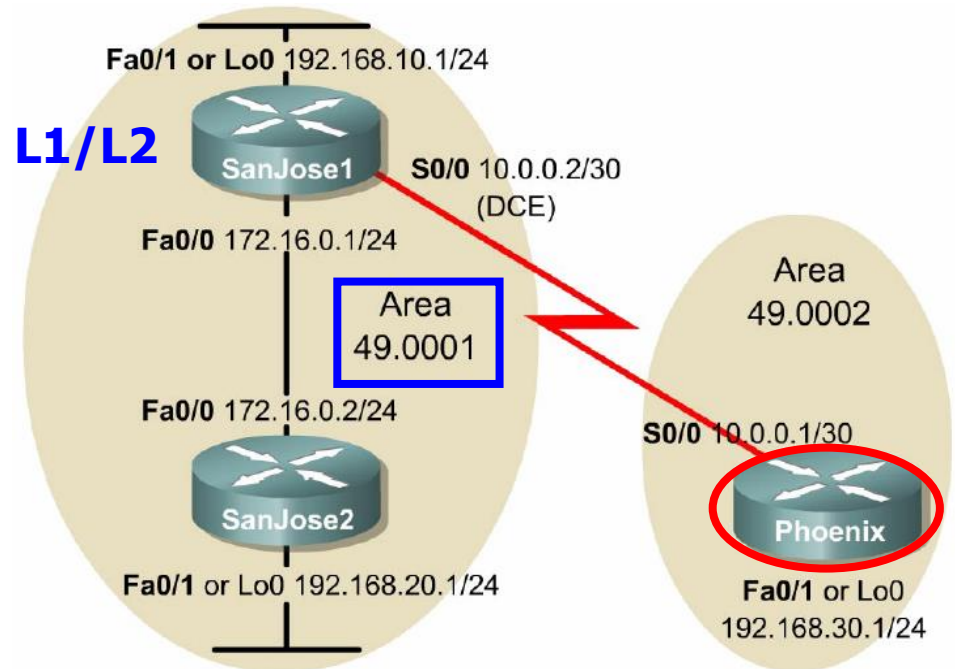 Fa0/1 or Lo0 192.168.10.1/24
L1/L2
SanJose1
S0/0 10.0.0.2/30
(DCE)
Fa0/0 172.16.0.1/24
Area
49.0001
Area
49.0002
Fa0/0 172.16.0.2/24
S0/0 10.0.0.1/30
SanJose2
Phoenix
Fa0/1 or Lo0 192.168.20.1/24
Fa0/1 or Lo0
192.168.30.1/24